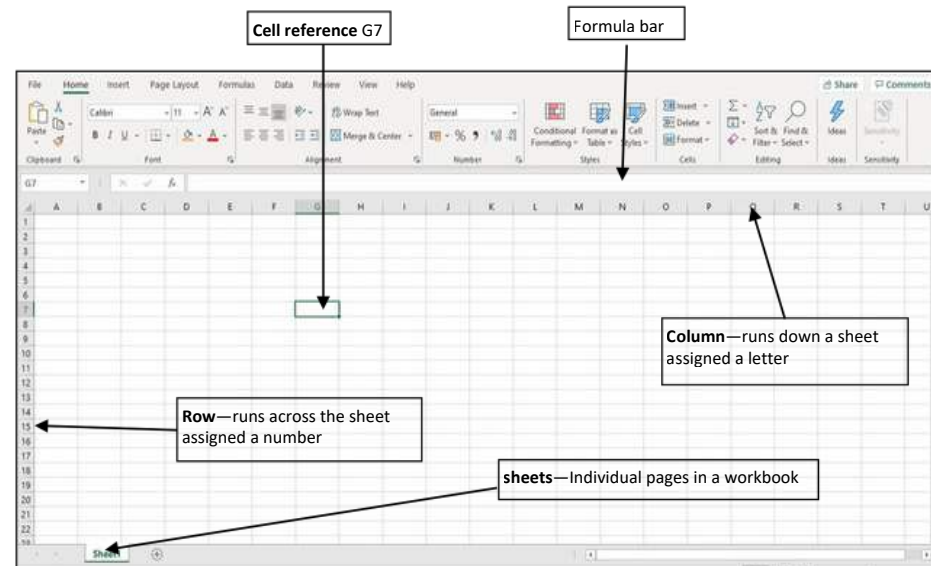 Cell reference G7
Formula bar
File Home Insert Page Layout Formulas Data Review View Help Share Comments
Calibri 11 A A Wrap Text General Insert Σ
Paste B I U A Merge & Center % Conditional Formatting Format as Table Cell Styles Delete Format Sort & Filter Find & Select Ideas Sensitivity
Clipboard Font Alignment Number Styles Cells Editing Ideas Sensitivity
G7 fx
A B C D E F G H I J K L M N O P Q R S T U
1
2
3
4
5
6
7
8
9
10
11
12
13
14
15
16
17
18
19
20
21
22
Column—runs down a sheet
assigned a letter
Row—runs across the sheet
assigned a number
sheets—Individual pages in a workbook
Sheet1